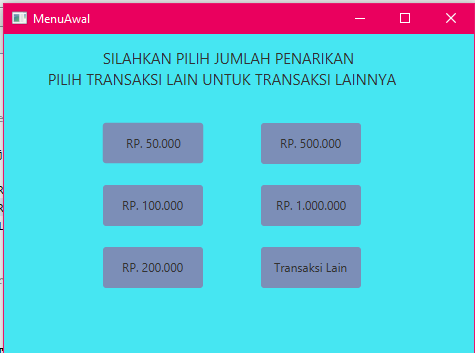 MenuAwal
SILAHKAN PILIH JUMLAH PENARIKAN
PILIH TRANSAKSI LAIN UNTUK TRANSAKSI LAINNYA
RP. 50.000
RP. 500.000
RP. 100.000
RP. 1.000.000
RP. 200.000
Transaksi Lain